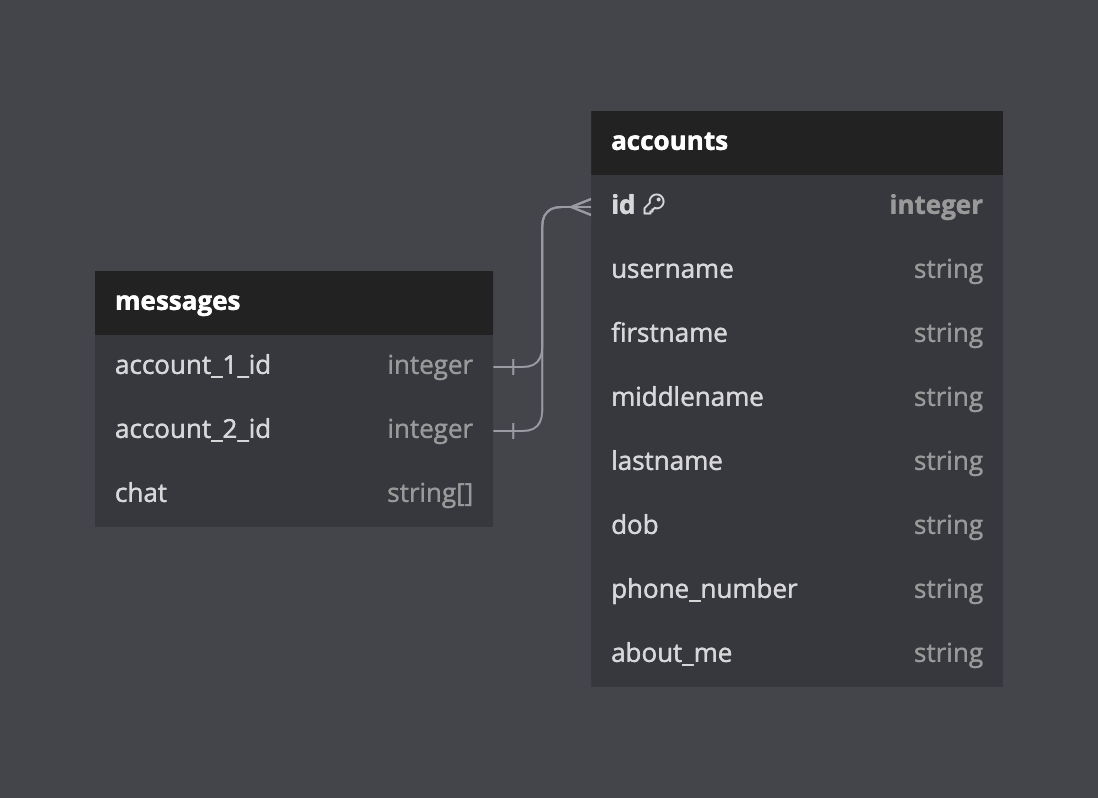 messages
account_1_id integer
account_2_id integer
chat string[]
accounts
id integer
username string
firstname string
middlename string
lastname string
dob string
phone_number string
about_me string